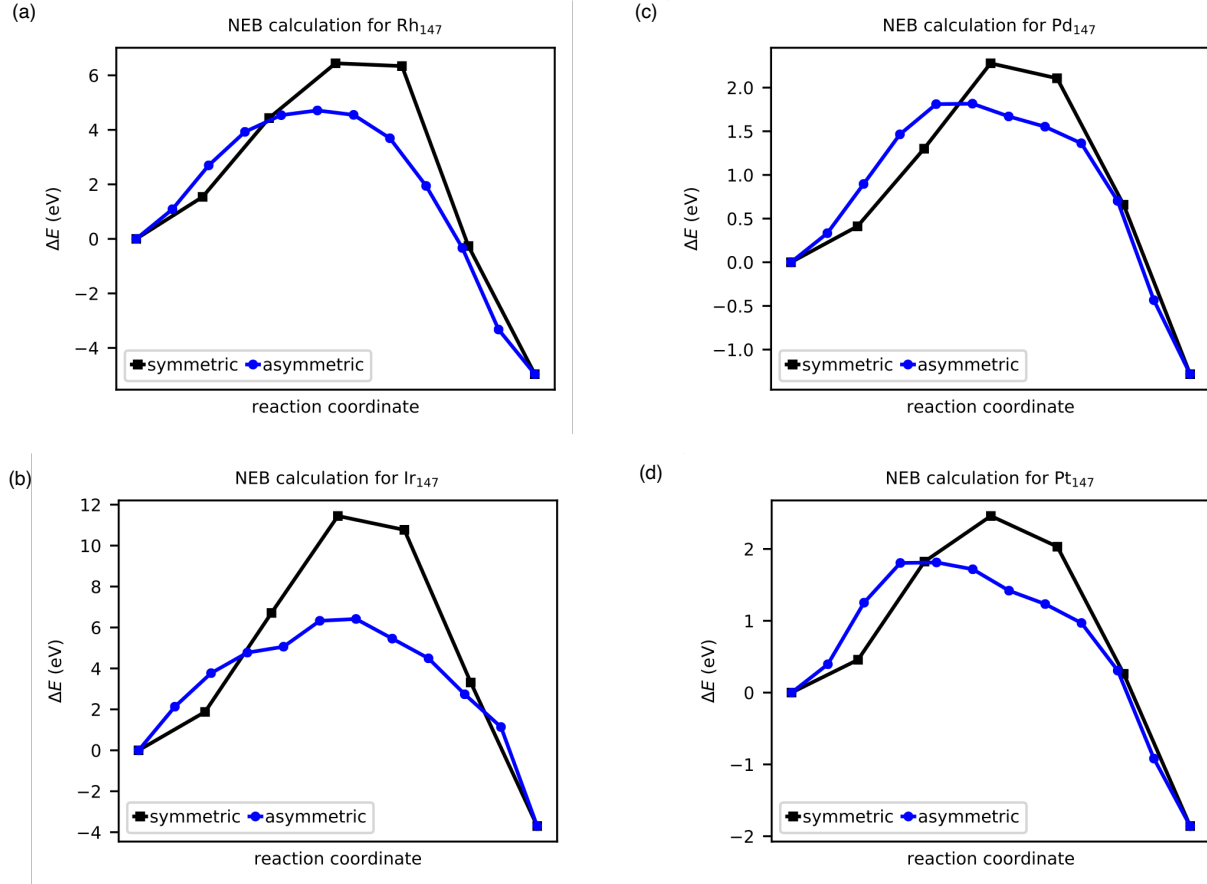 (a)
NEB calculation for Rh₁₄₇
6
4
2
0
−2
−4
ΔE (eV)
symmetric asymmetric
reaction coordinate
(c)
NEB calculation for Pd₁₄₇
2.0
1.5
1.0
0.5
0.0
−0.5
−1.0
ΔE (eV)
symmetric asymmetric
reaction coordinate
(b)
NEB calculation for Ir₁₄₇
12
10
8
6
4
2
0
−2
−4
ΔE (eV)
symmetric asymmetric
reaction coordinate
(d)
NEB calculation for Pt₁₄₇
2
1
0
−1
−2
ΔE (eV)
symmetric asymmetric
reaction coordinate